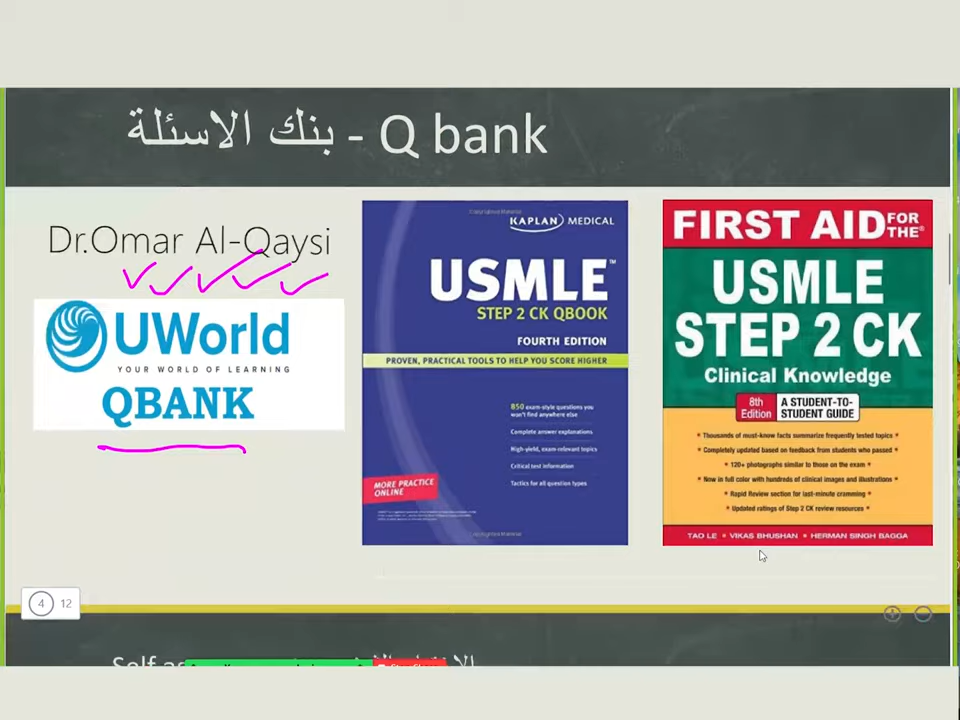 بنك الاسئلة - Q bank
Dr.Omar Al-Qaysi
UWorld
YOUR WORLD OF LEARNING
QBANK
KAPLAN MEDICAL
USMLE
STEP 2 CK QBOOK
FOURTH EDITION
PROVEN, PRACTICAL TOOLS TO HELP YOU SCORE HIGHER
850 exam-style questions you
won't find anywhere else
Complete answer explanations
High-yield, exam-relevant topics
Critical test information
Tactics for all question types
MORE PRACTICE
ONLINE
FIRST AID FOR
THE®
USMLE
STEP 2 CK
Clinical Knowledge
8th
Edition
A STUDENT-TO-
STUDENT GUIDE
Thousands of must-know facts summarize frequently tested topics
Completely updated based on feedback from students who passed
120+ photographs similar to those on the exam
Now in full color with hundreds of clinical images and illustrations
Rapid Review section for last-minute cramming
Updated ratings of Step 2 CK review resources
TAO LE • VIKAS BHUSHAN • HERMAN SINGH BAGGA
4 12